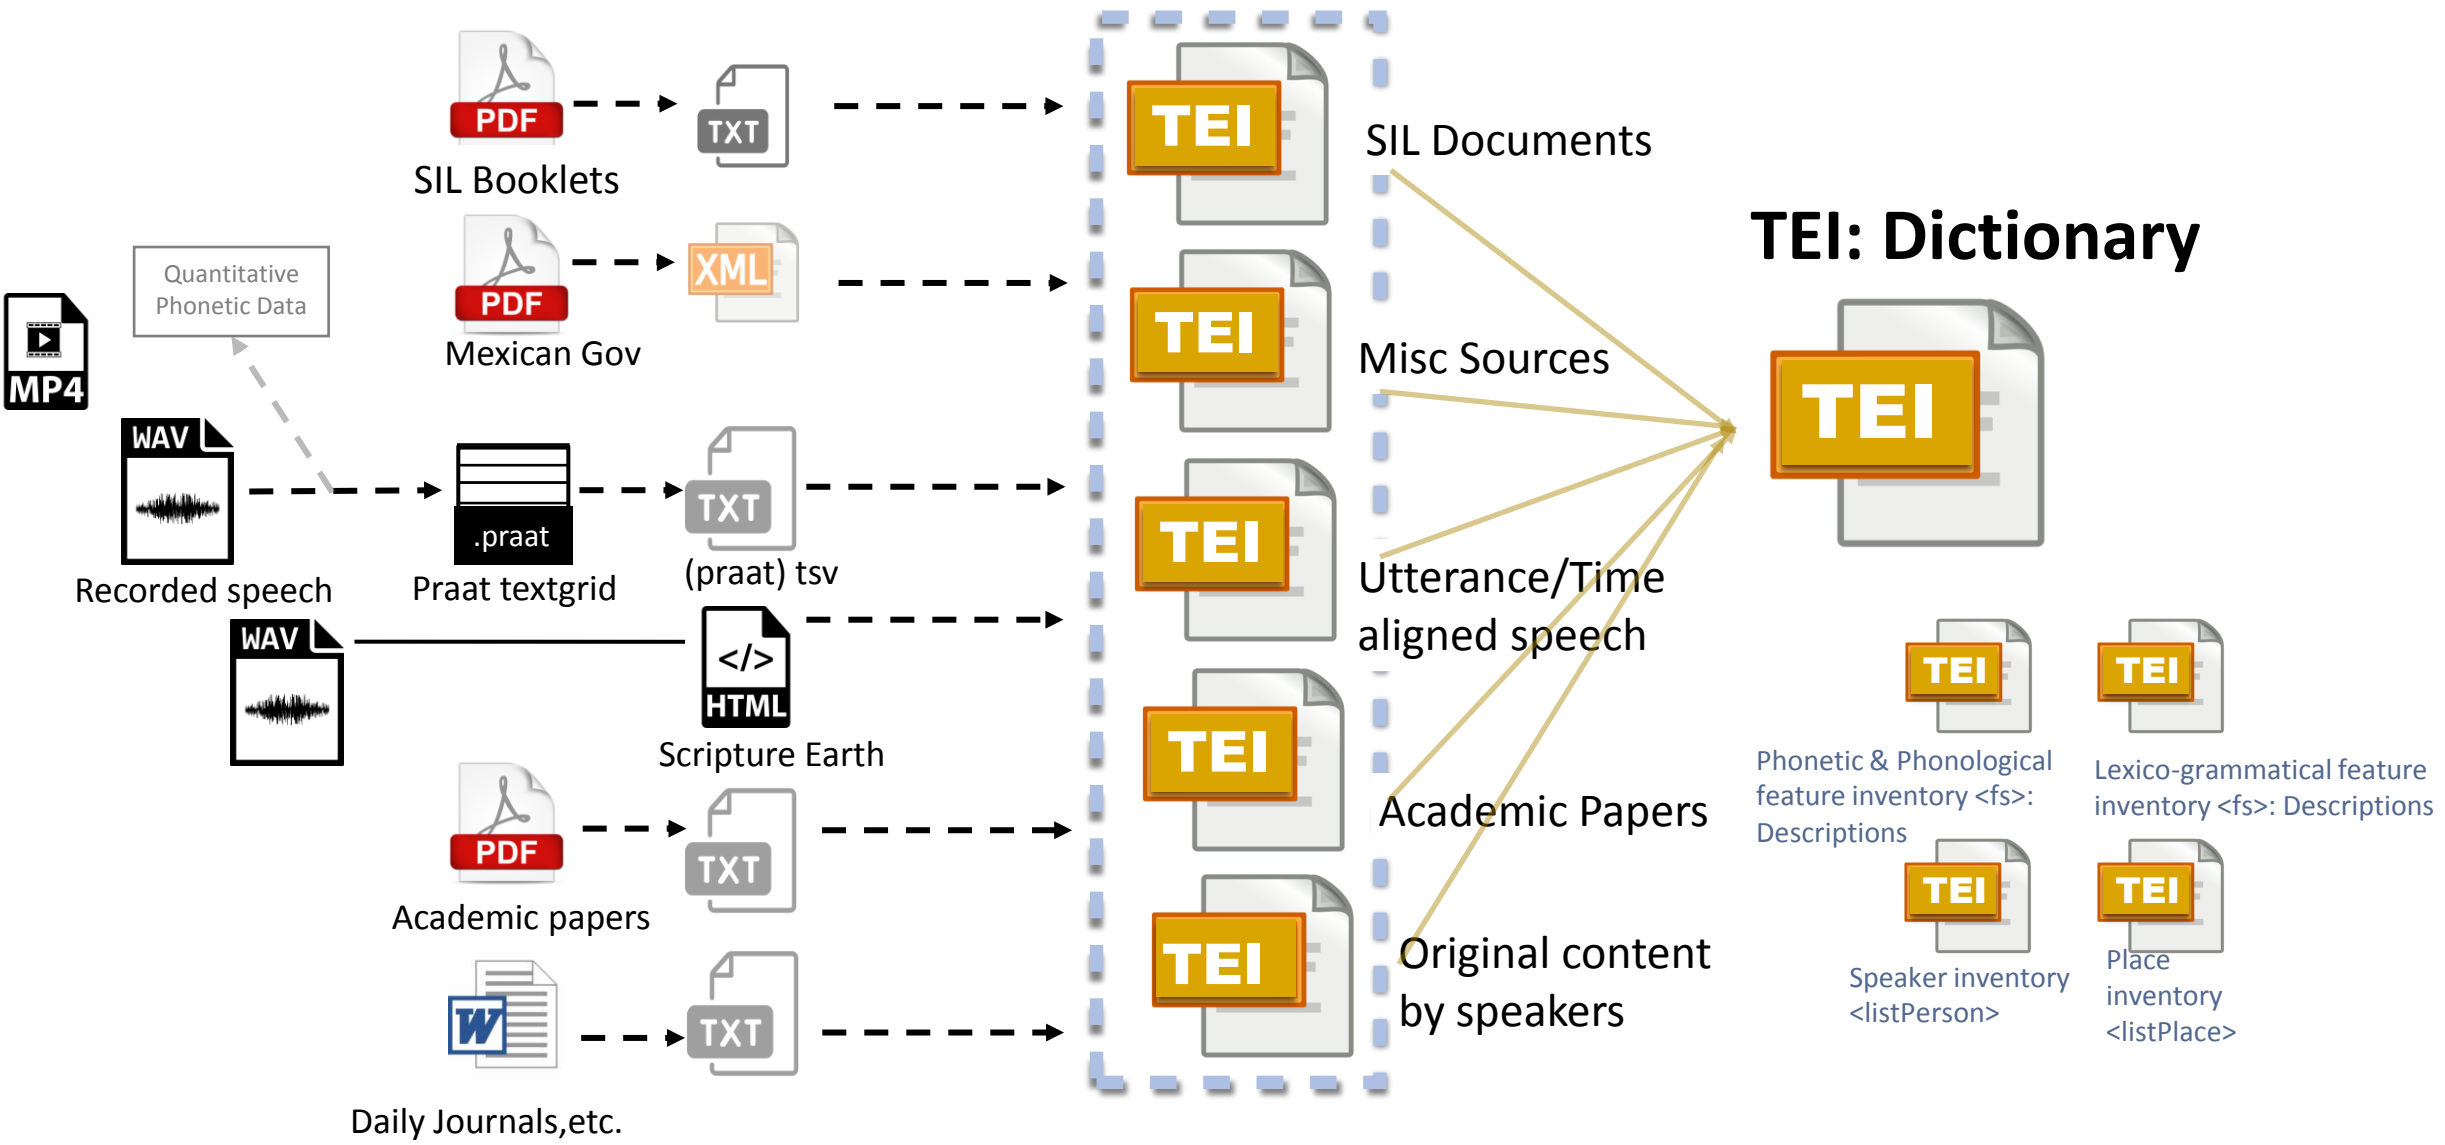 PDF
TXT
TEI
SIL Booklets
SIL Documents
PDF
XML
TEI
Mexican Gov
Misc Sources
Quantitative
Phonetic Data
MP4
WAV
.praat
TXT
TEI
Recorded speech
Praat textgrid
(praat) tsv
Utterance/Time
aligned speech
WAV
</>
HTML
Scripture Earth
PDF
TXT
TEI
Academic papers
Academic Papers
W
TXT
TEI
Daily Journals,etc.
Original content
by speakers
TEI: Dictionary
TEI
TEI
Phonetic & Phonological
feature inventory <fs>:
Descriptions
TEI
Lexico-grammatical feature
inventory <fs>: Descriptions
TEI
Speaker inventory
<listPerson>
TEI
Place
inventory
<listPlace>